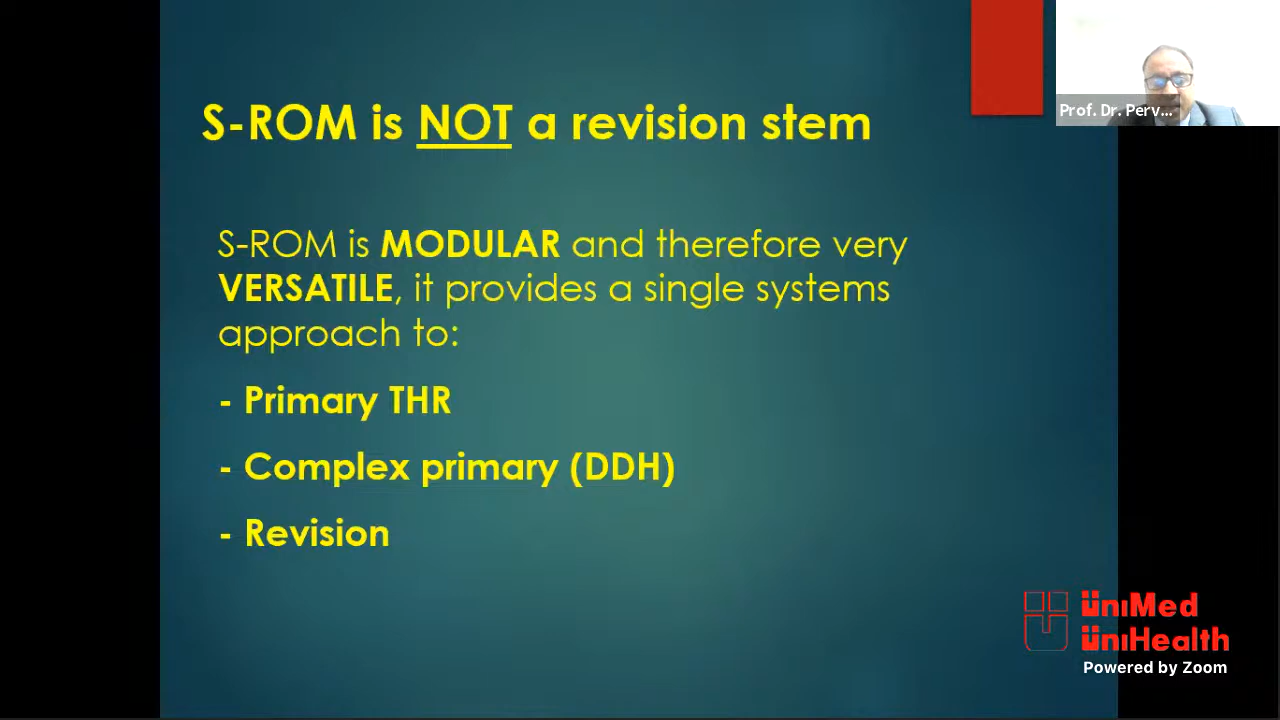 S-ROM is NOT a revision stem
Prof. Dr. Perv...
S-ROM is MODULAR and therefore very
VERSATILE, it provides a single systems
approach to:
- Primary THR
- Complex primary (DDH)
- Revision
ÜniMed
ÜniHealth
Powered by Zoom